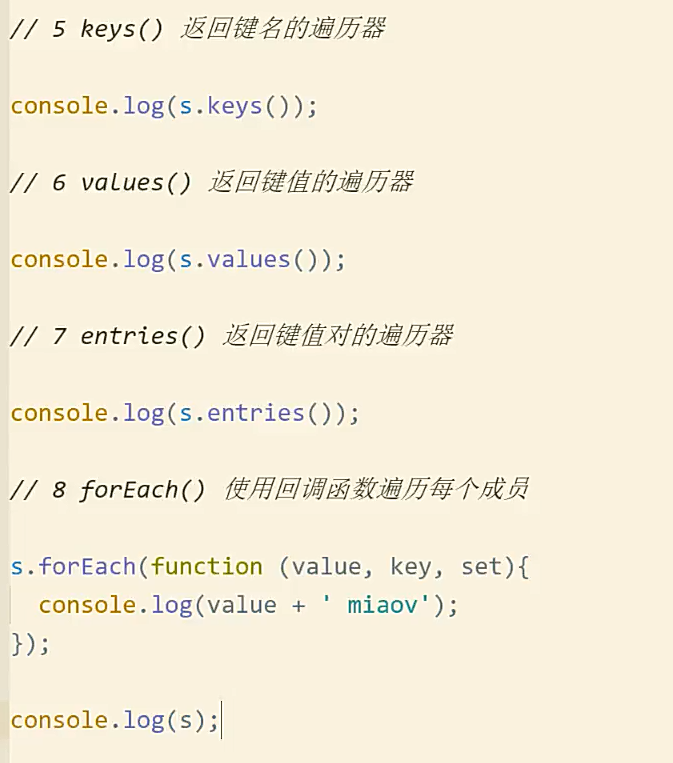 // 5 keys() 返回键名的遍历器
console.log(s.keys());
// 6 values() 返回键值的遍历器
console.log(s.values());
// 7 entries() 返回键值对的遍历器
console.log(s.entries());
// 8 forEach() 使用回调函数遍历每个成员
s.forEach(function (value, key, set){
  console.log(value + ' miaov');
});
console.log(s);